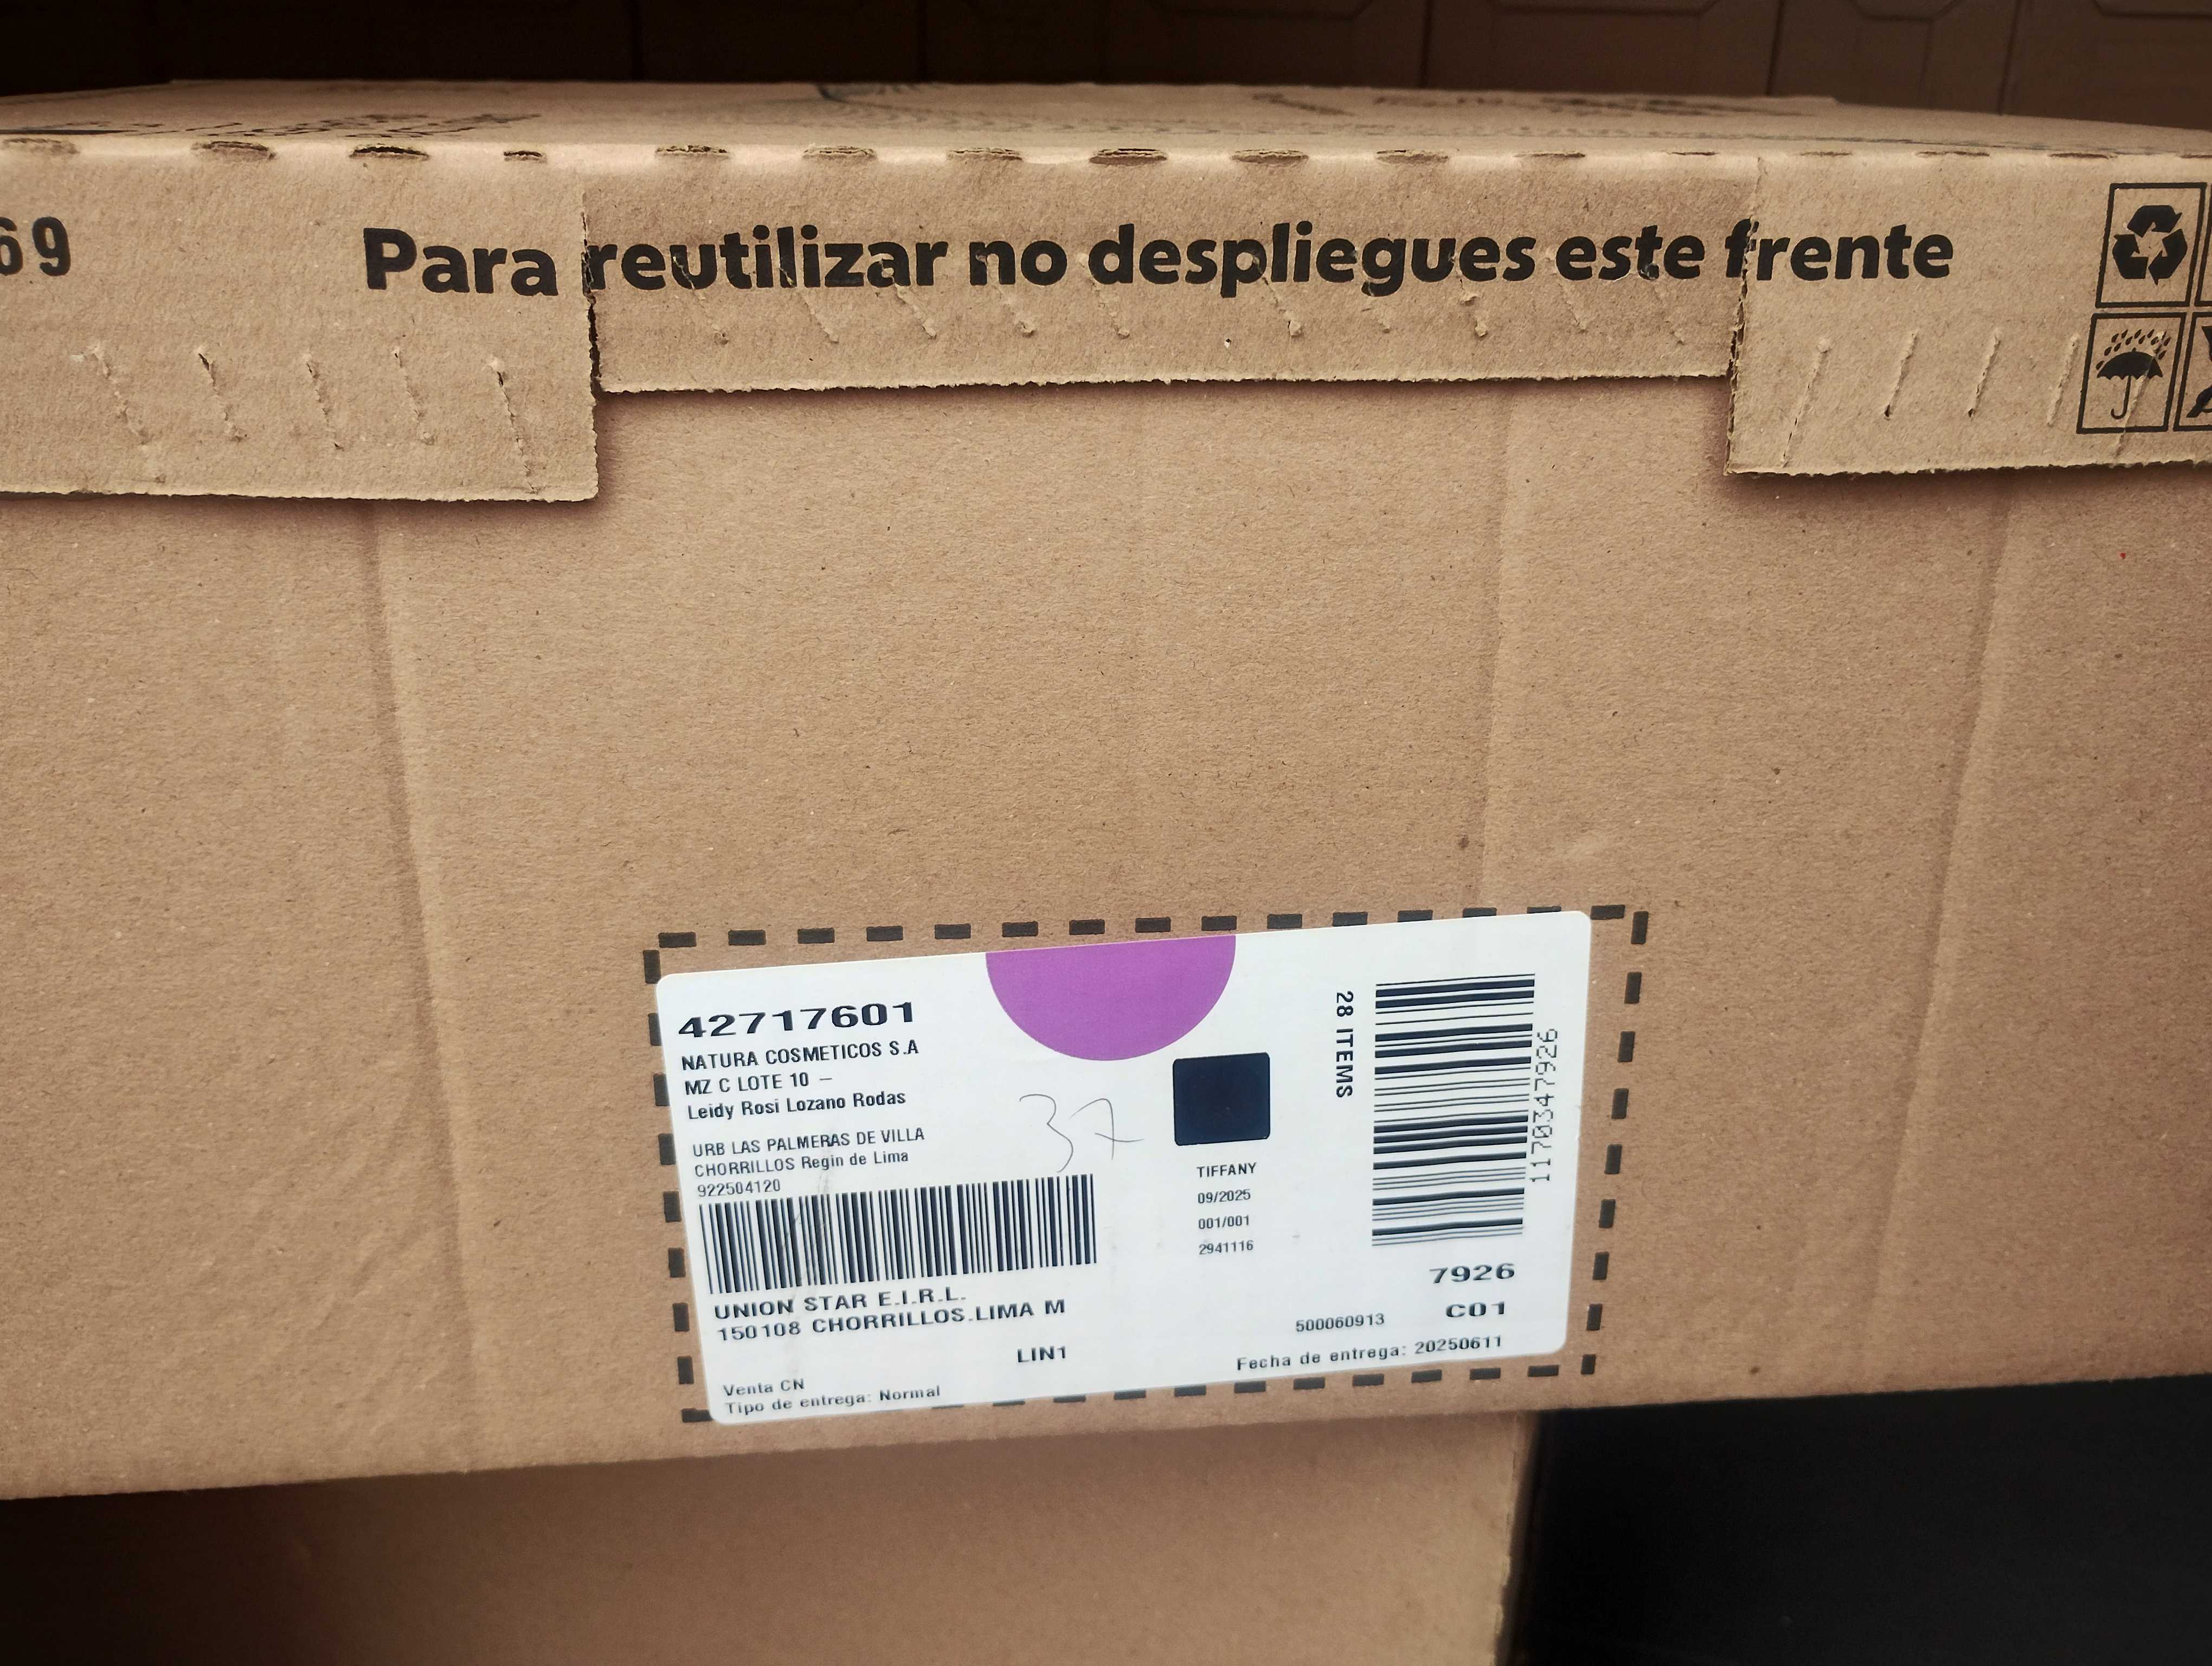 69
Para reutilizar no despliegues este frente
42717601
NATURA COSMETICOS S.A
MZ C LOTE 10 –
Leidy Rosi Lozano Rodas
URB LAS PALMERAS DE VILLA
CHORRILLOS Regin de Lima
922504120
UNION STAR E.I.R.L.
150108 CHORRILLOS.LIMA M
LIN1
Venta CN
Tipo de entrega: Normal
37
TIFFANY
09/2025
001/001
2941116
28 ITEMS
1170347926
7926
C01
500060913
Fecha de entrega: 20250611